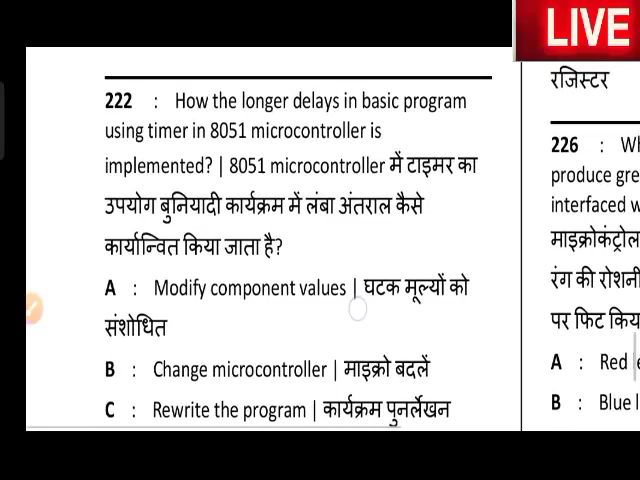 LIVE
222 : How the longer delays in basic program
using timer in 8051 microcontroller is
implemented? | 8051 microcontroller में टाइमर का
उपयोग बुनियादी कार्यक्रम में लंबा अंतराल कैसे
कार्यान्वित किया जाता है?
A : Modify component values | घटक मूल्यों को
संशोधित
B : Change microcontroller | माइक्रो बदलें
C : Rewrite the program | कार्यक्रम पुनर्लेखन
रजिस्टर
226 : Wh
produce gre
interfaced w
माइक्रोकंट्रोल
रंग की रोशनी
पर फिट किय
A : Red le
B : Blue l